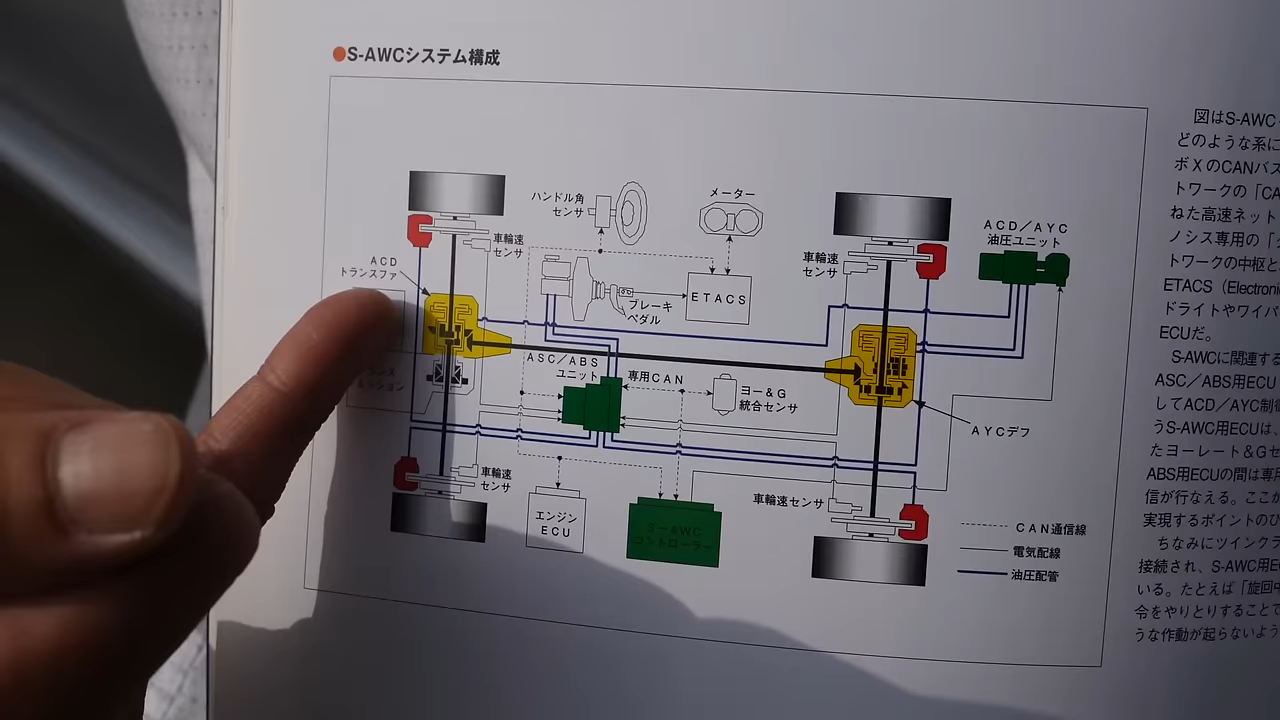 ●S-AWCシステム構成
ハンドル角
センサ
メーター
ACD/AYC
油圧ユニット
車輪速
センサ
車輪速
センサ
ACD
トランスファ
ETACS
ブレーキ
ペダル
ASC/ABS
ユニット
専用CAN
ヨー&G
統合センサ
AYCデフ
車輪速
センサ
車輪速センサ
エンジン
ECU
S-AWC
コントローラー
CAN通信線
電気配線
油圧配管
図はS-AWC
どのような系に
ボXのCANバス
トワークの「CA
ねた高速ネット
ノシス専用の「
トワークの中枢と
ETACS(Electroni
ドライトやワイパ
ECUだ。
S-AWCに関連する
ASC/ABS用ECU
してACD/AYC制御
うS-AWC用ECUは、
たヨーレート&Gセ
ABS用ECUの間は専用
信が行なえる。ここが
実現するポイントのひ
ちなみにツインクラ
接続され、S-AWC用E
いる。たとえば「旋回中
令をやりとりすることで
うな作動が起らないよう